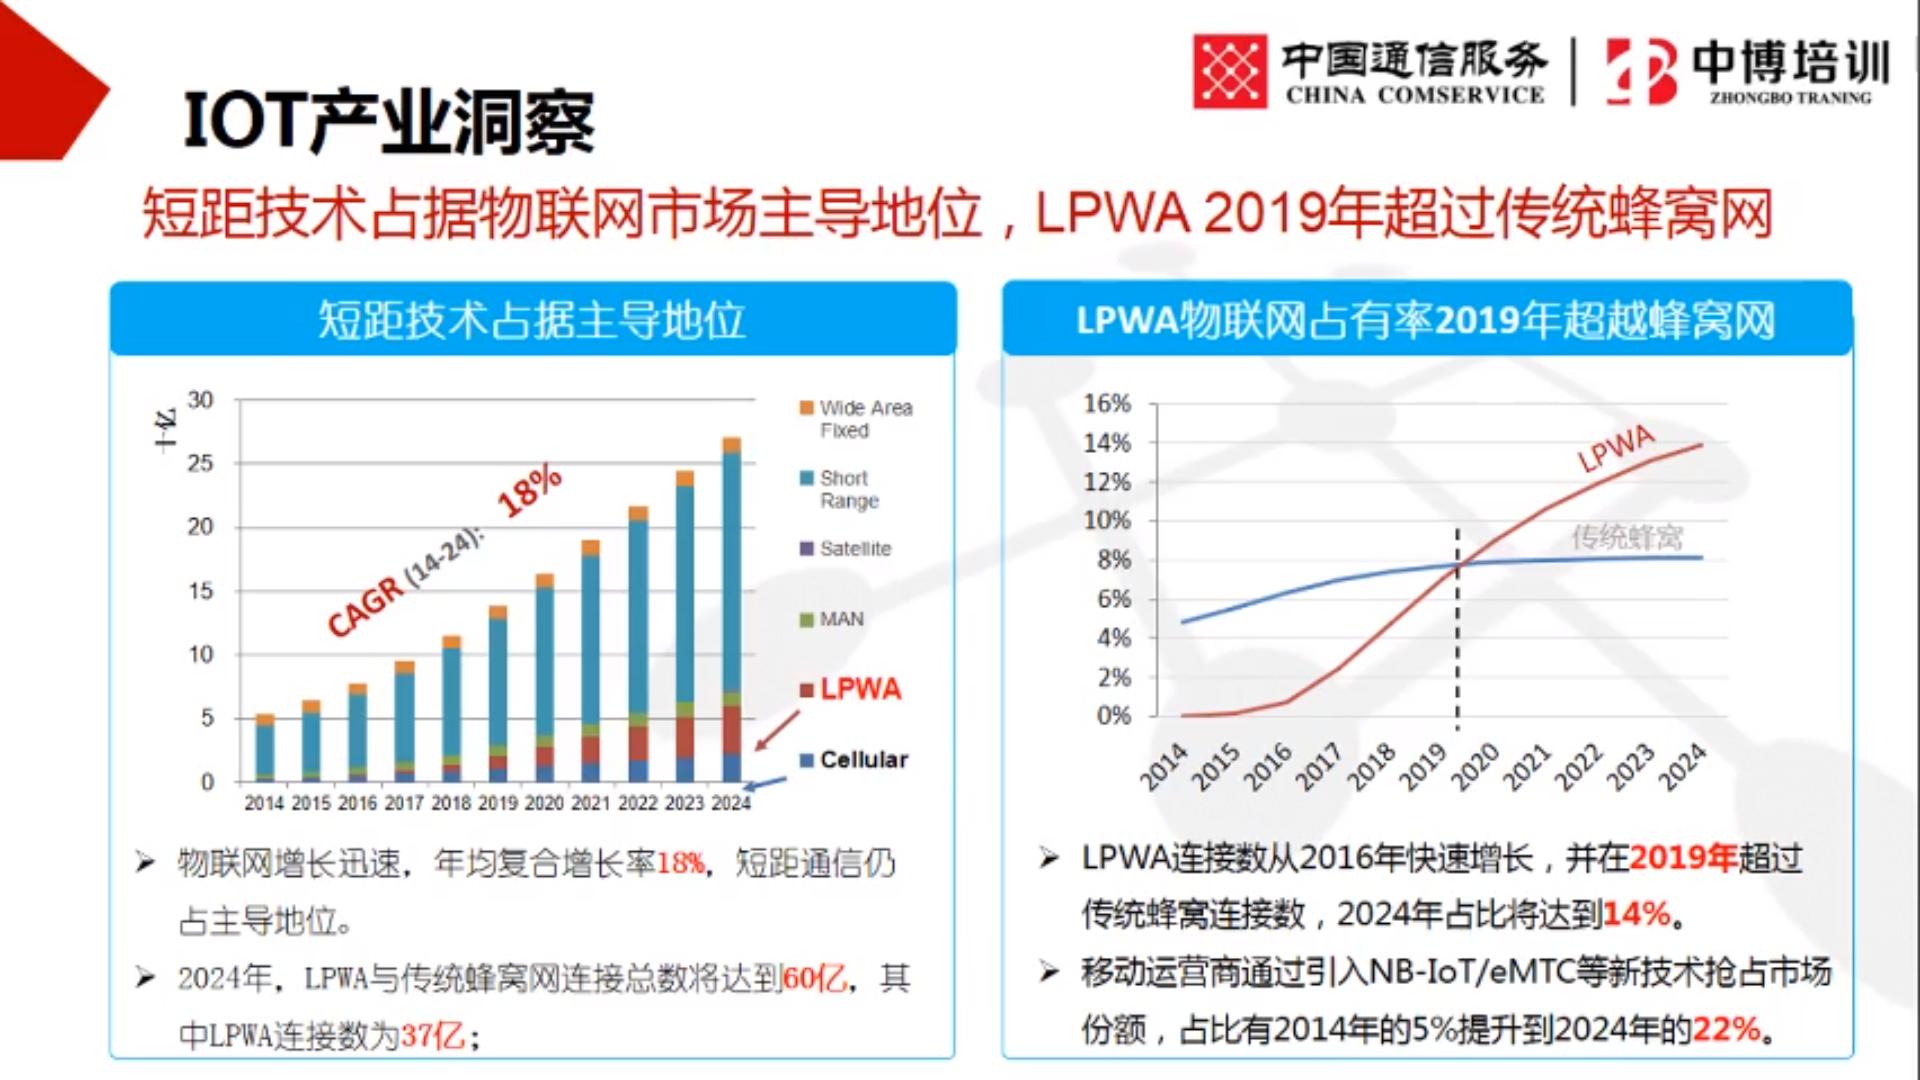 中国通信服务
CHINA COMSERVICE
中博培训
ZHONGBO TRANING
IOT产业洞察
短距技术占据物联网市场主导地位，LPWA 2019年超过传统蜂窝网
短距技术占据主导地位
十亿
30
25
20
15
10
5
0
CAGR (14-24): 18%
2014 2015 2016 2017 2018 2019 2020 2021 2022 2023 2024
Wide Area
Fixed
Short
Range
Satellite
MAN
LPWA
Cellular
物联网增长迅速，年均复合增长率18%，短距通信仍
占主导地位。
2024年，LPWA与传统蜂窝网连接总数将达到60亿，其
中LPWA连接数为37亿；
LPWA物联网占有率2019年超越蜂窝网
16%
14%
12%
10%
8%
6%
4%
2%
0%
LPWA
传统蜂窝
2014 2015 2016 2017 2018 2019 2020 2021 2022 2023 2024
LPWA连接数从2016年快速增长，并在2019年超过
传统蜂窝连接数，2024年占比将达到14%。
移动运营商通过引入NB-IoT/eMTC等新技术抢占市场
份额，占比有2014年的5%提升到2024年的22%。